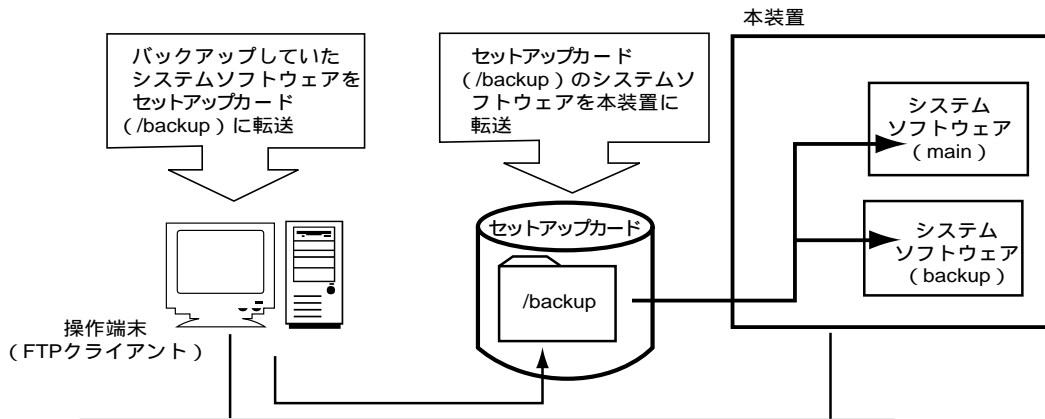 本装置
バックアップしていた
システムソフトウェアを
セットアップカード
（/backup）に転送
セットアップカード
（/backup）のシステムソ
フトウェアを本装置に
転送
システム
ソフトウェア
（main）
システム
ソフトウェア
（backup）
セットアップカード
/backup
操作端末
（FTPクライアント）